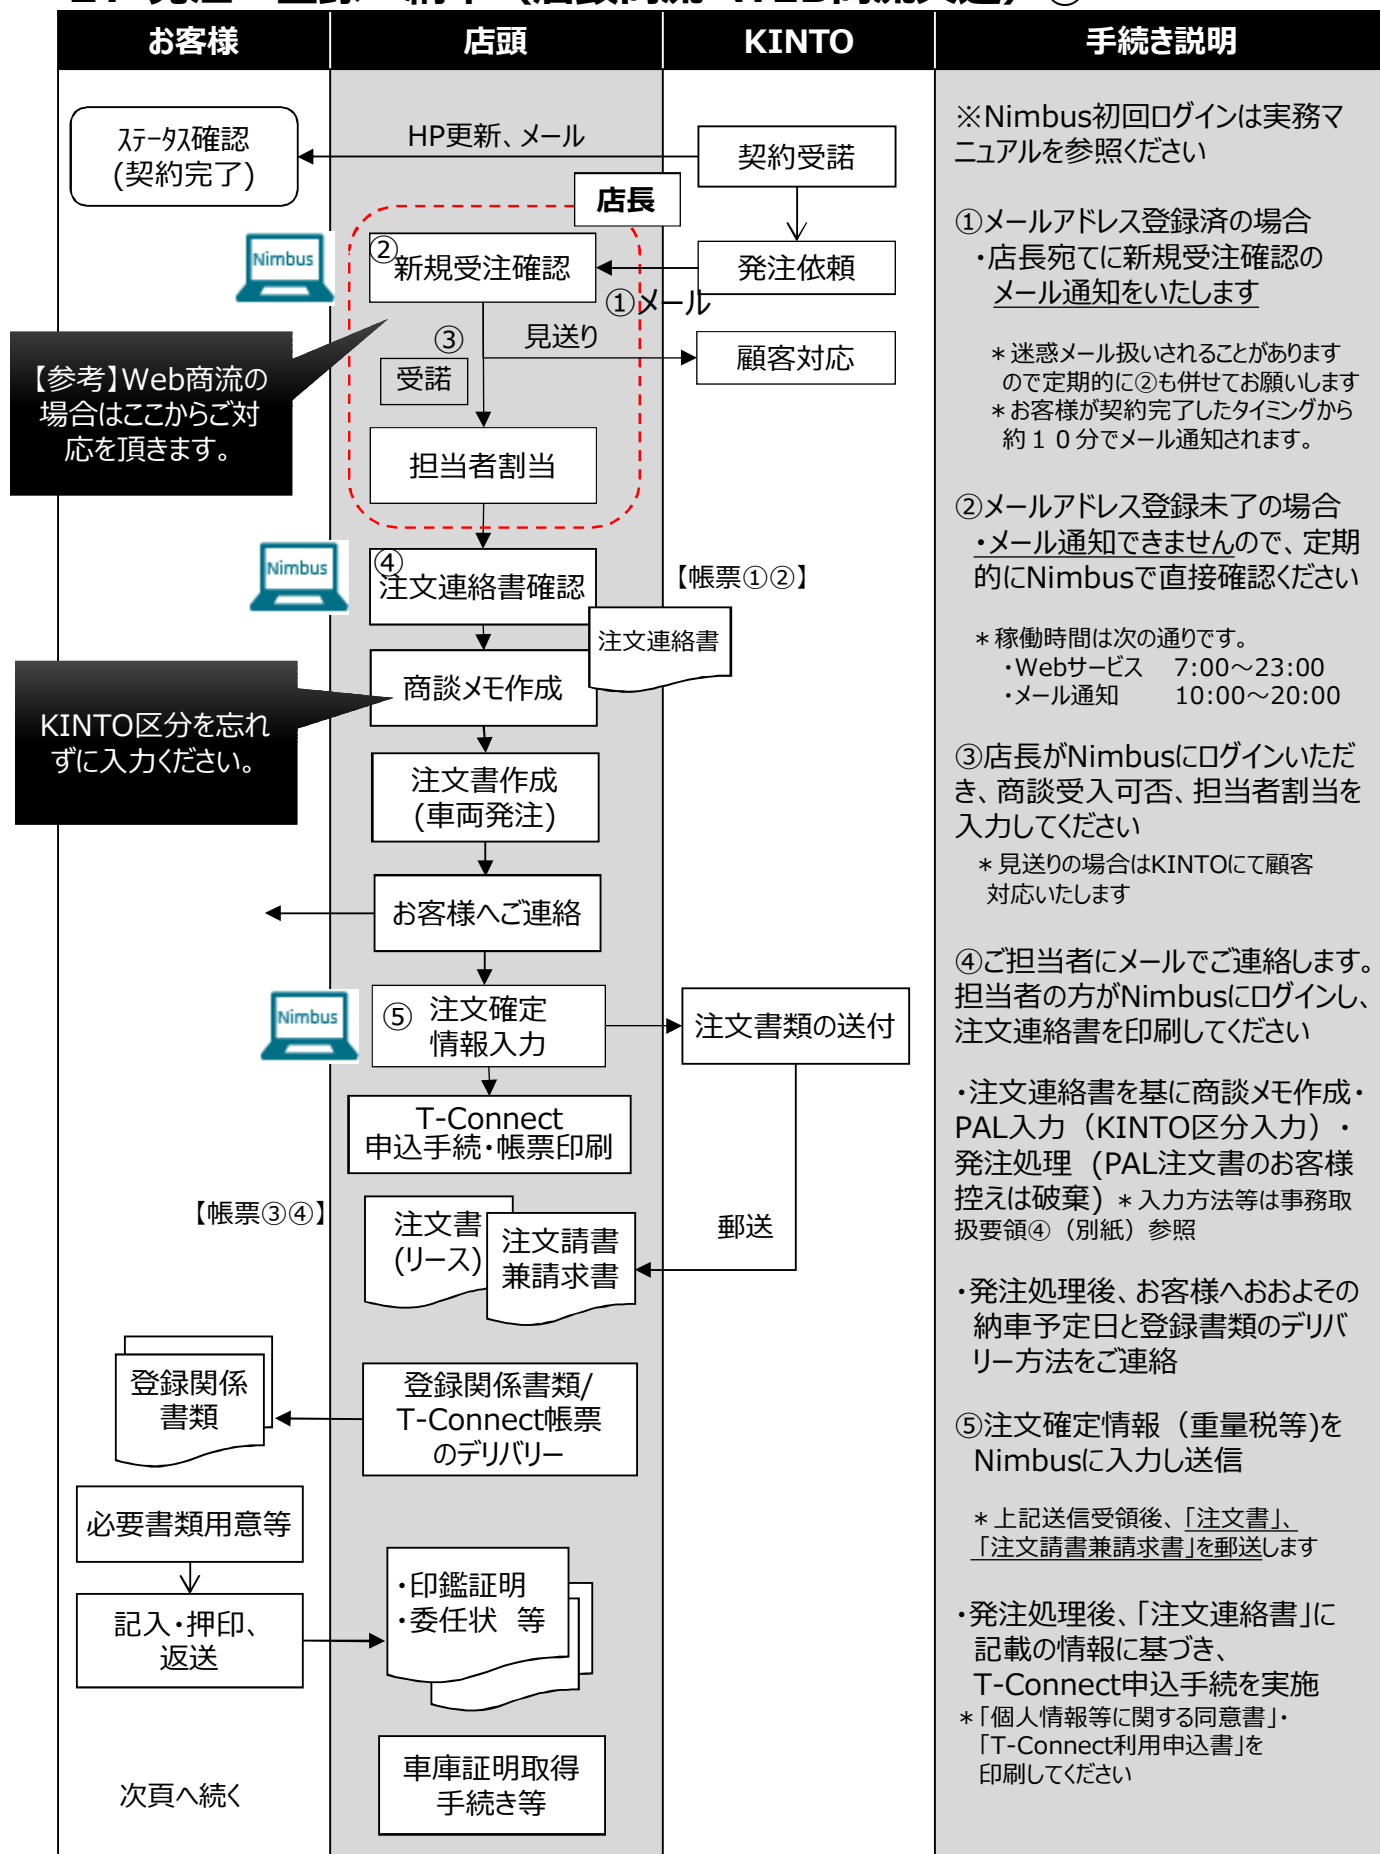 お客様
店頭
KINTO
手続き説明
ｽﾃｰﾀｽ確認
(契約完了)
HP更新、メール
契約受諾
店長
Nimbus
②
新規受注確認
発注依頼
①メール
③
見送り
受諾
顧客対応
【参考】Web商流の
場合はここからご対
応を頂きます。
担当者割当
Nimbus
④
注文連絡書確認
【帳票①②】
注文連絡書
商談メモ作成
KINTO区分を忘れ
ずに入力ください。
注文書作成
(車両発注)
お客様へご連絡
Nimbus
⑤ 注文確定
情報入力
注文書類の送付
T-Connect
申込手続・帳票印刷
【帳票③④】
注文書
(リース)
注文請書
兼請求書
郵送
登録関係
書類
登録関係書類/
T-Connect帳票
のデリバリー
必要書類用意等
記入・押印、
返送
・印鑑証明
・委任状　等
車庫証明取得
手続き等
次頁へ続く
※Nimbus初回ログインは実務マ
ニュアルを参照ください
①メールアドレス登録済の場合
・店長宛てに新規受注確認の
メール通知をいたします
＊迷惑メール扱いされることがあります
ので定期的に②も併せてお願いします
＊お客様が契約完了したタイミングから
約１０分でメール通知されます。
②メールアドレス登録未了の場合
・メール通知できませんので、定期
的にNimbusで直接確認ください
＊稼働時間は次の通りです。
・Webサービス　7:00～23:00
・メール通知　　10:00～20:00
③店長がNimbusにログインいただ
き、商談受入可否、担当者割当を
入力してください
＊見送りの場合はKINTOにて顧客
対応いたします
④ご担当者にメールでご連絡します。
担当者の方がNimbusにログインし、
注文連絡書を印刷してください
・注文連絡書を基に商談メモ作成・
PAL入力（KINTO区分入力）・
発注処理 (PAL注文書のお客様
控えは破棄) ＊入力方法等は事務取
扱要領④（別紙）参照
・発注処理後、お客様へおおよその
納車予定日と登録書類のデリバ
リー方法をご連絡
⑤注文確定情報（重量税等)を
Nimbusに入力し送信
＊上記送信受領後、「注文書」、
「注文請書兼請求書」を郵送します
・発注処理後、「注文連絡書」に
記載の情報に基づき、
T-Connect申込手続を実施
＊「個人情報等に関する同意書」・
「T-Connect利用申込書」を
印刷してください